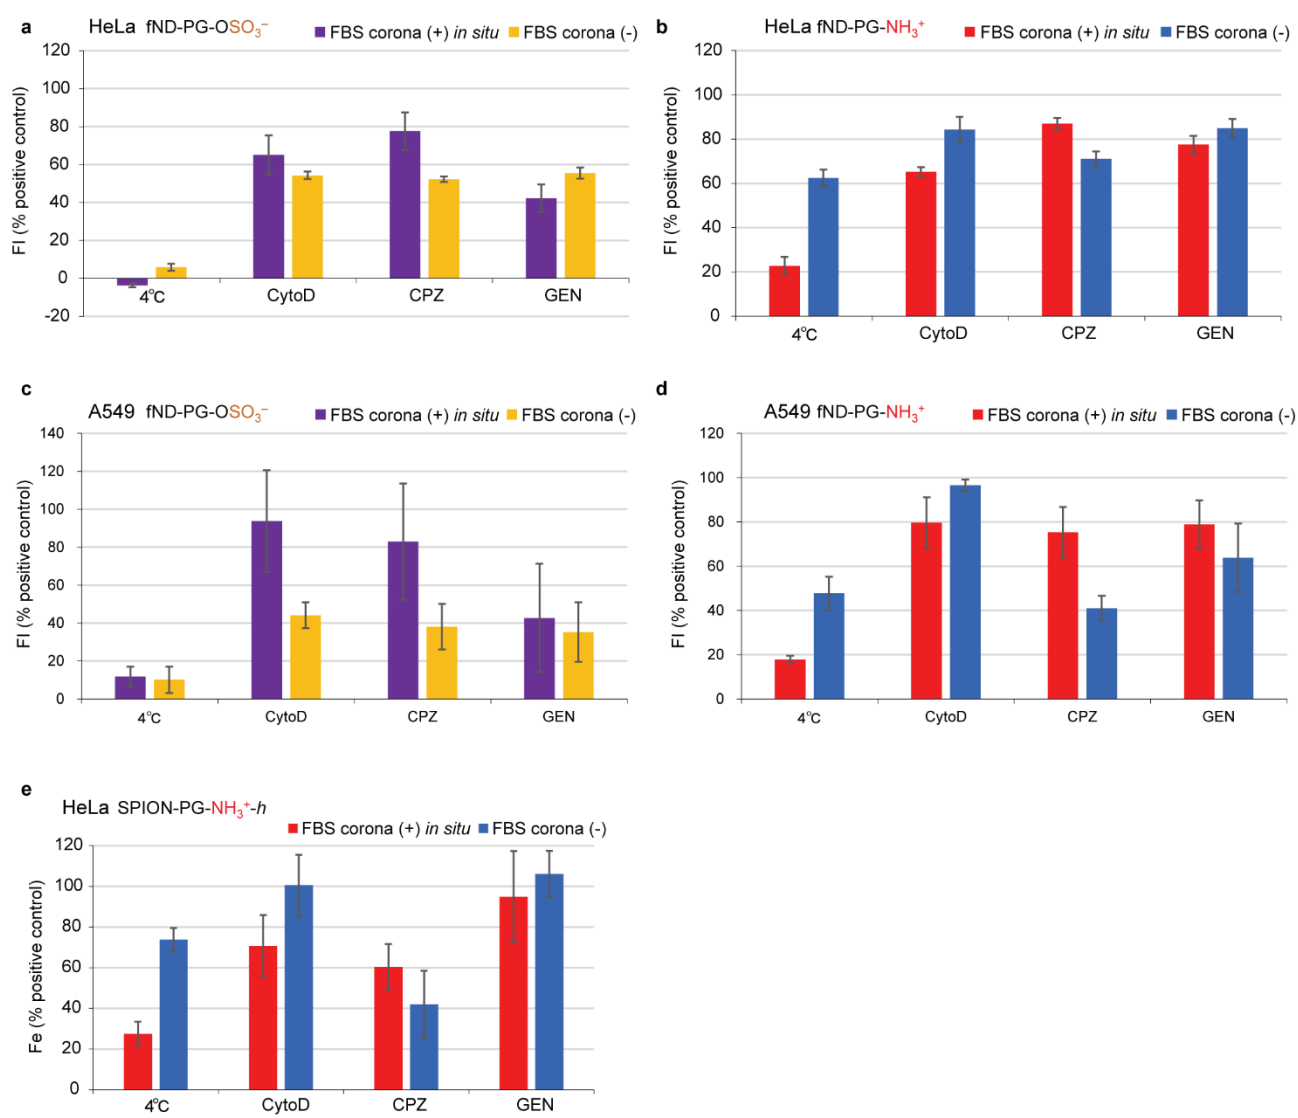 a
HeLa fND-PG-OSO₃⁻
FBS corona (+) in situ FBS corona (-)
FI (% positive control)
120
100
80
60
40
20
0
-20
4℃ CytoD CPZ GEN
b
HeLa fND-PG-NH₃⁺
FBS corona (+) in situ FBS corona (-)
FI (% positive control)
120
100
80
60
40
20
0
4℃ CytoD CPZ GEN
c
A549 fND-PG-OSO₃⁻
FBS corona (+) in situ FBS corona (-)
FI (% positive control)
140
120
100
80
60
40
20
0
4℃ CytoD CPZ GEN
d
A549 fND-PG-NH₃⁺
FBS corona (+) in situ FBS corona (-)
FI (% positive control)
120
100
80
60
40
20
0
4℃ CytoD CPZ GEN
e
HeLa SPION-PG-NH₃⁺-h
FBS corona (+) in situ FBS corona (-)
Fe (% positive control)
120
100
80
60
40
20
0
4℃ CytoD CPZ GEN